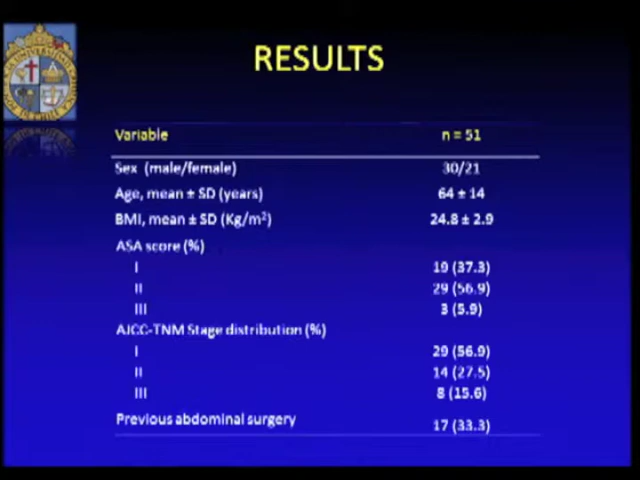 RESULTS
Variable n = 51
Sex (male/female) 30/21
Age, mean ± SD (years) 64 ± 14
BMI, mean ± SD (Kg/m²) 24.8 ± 2.9
ASA score (%)
I 19 (37.3)
II 29 (56.9)
III 3 (5.9)
AJCC-TNM Stage distribution (%)
I 29 (56.9)
II 14 (27.5)
III 8 (15.6)
Previous abdominal surgery 17 (33.3)